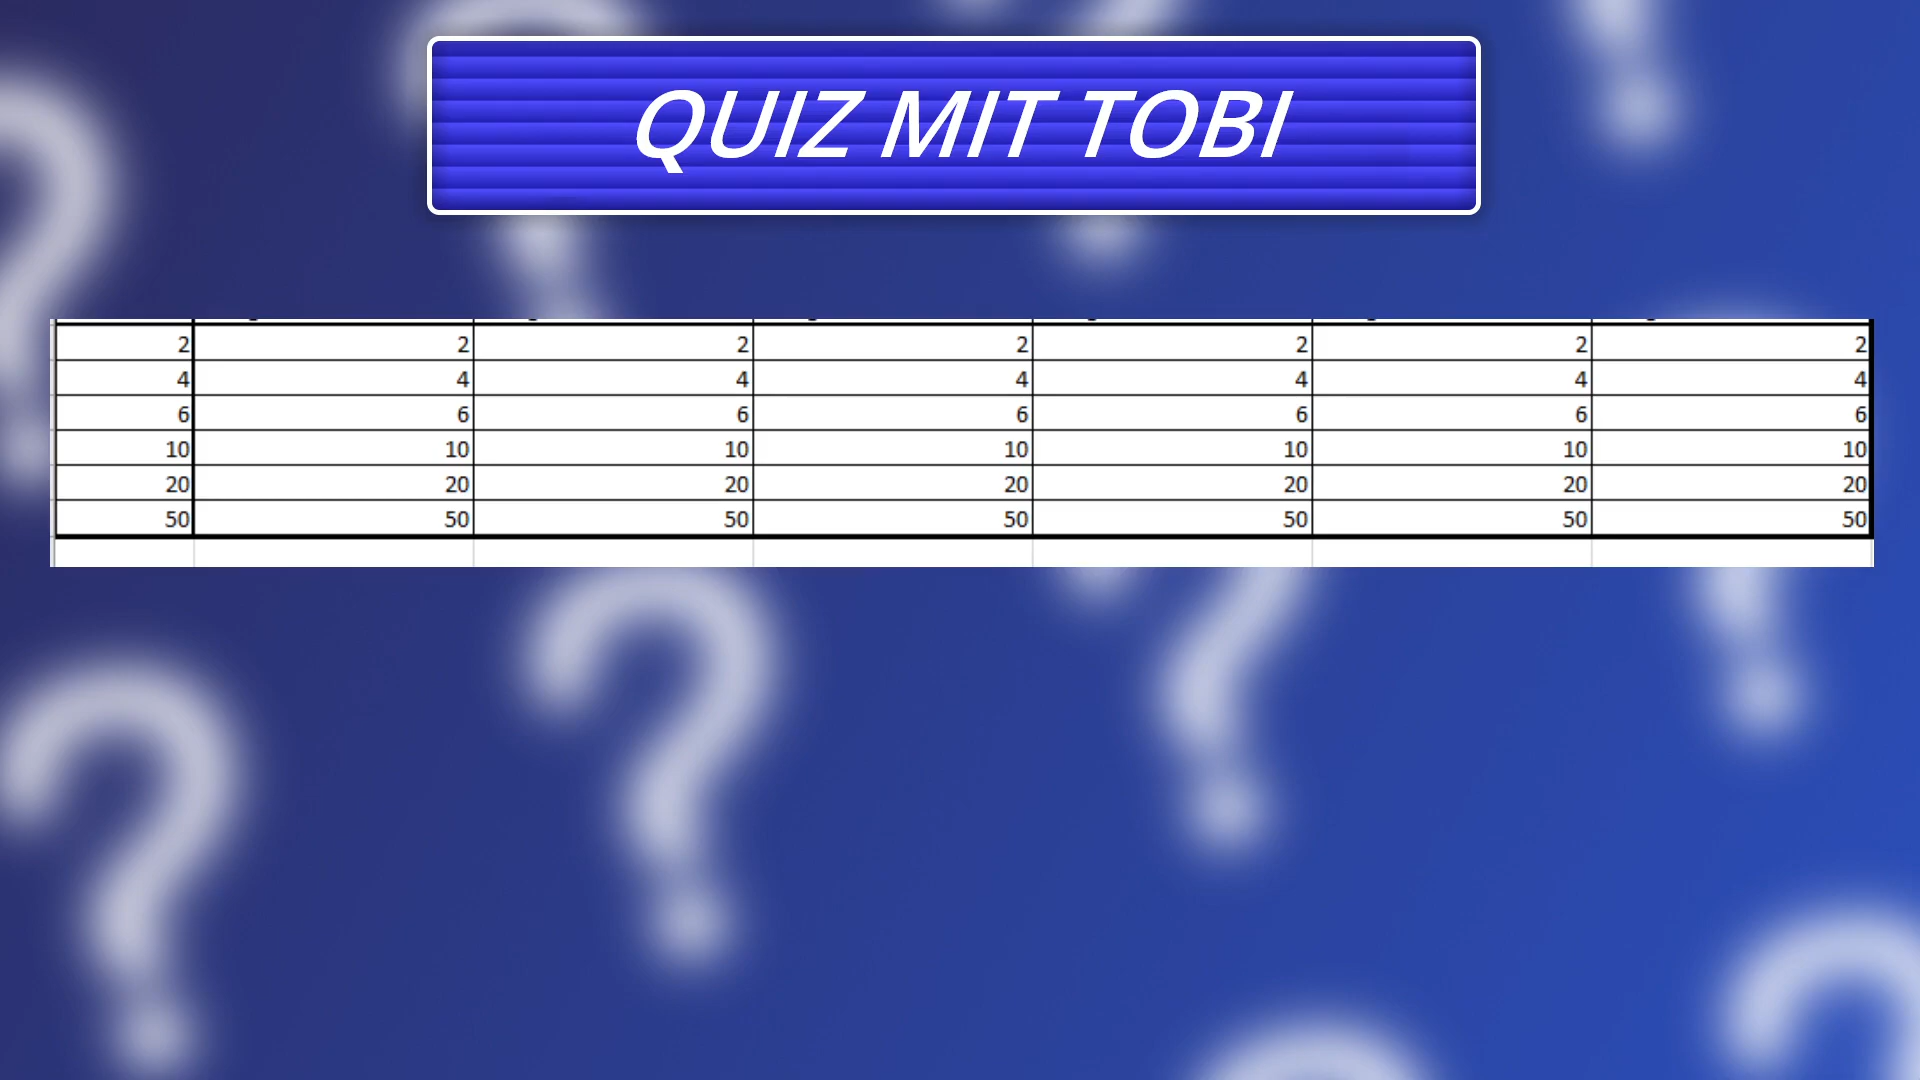 QUIZ MIT TOBI
2 2 2 2 2 2 2
4 4 4 4 4 4 4
6 6 6 6 6 6 6
10 10 10 10 10 10 10
20 20 20 20 20 20 20
50 50 50 50 50 50 50